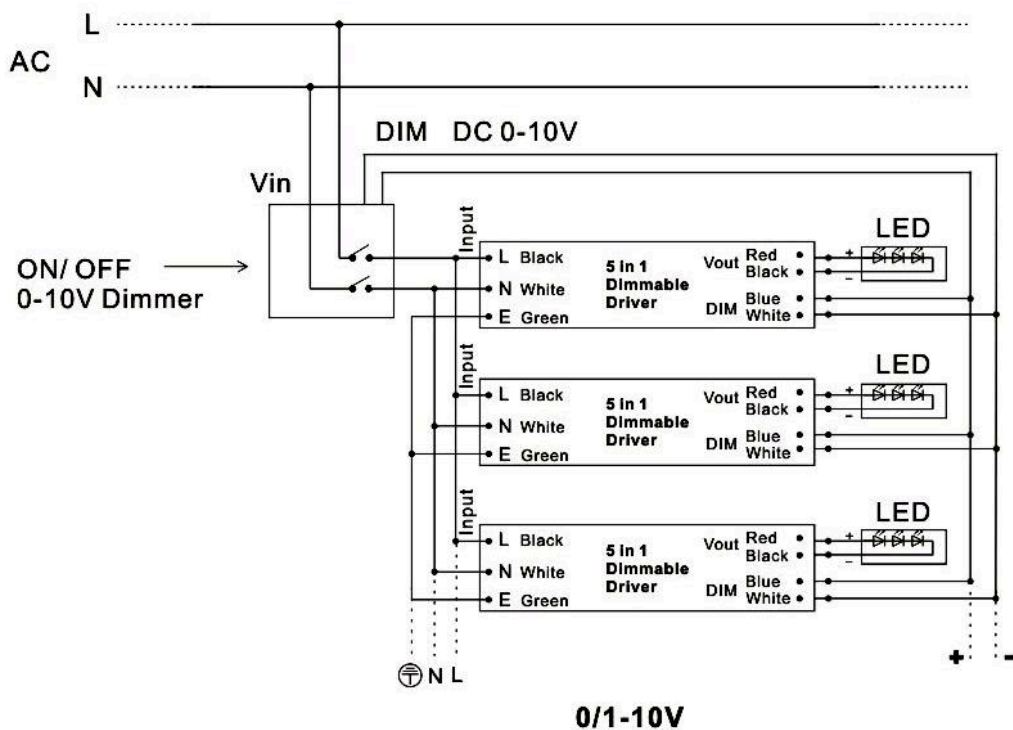 L
AC
N
DIM DC 0-10V
Vin
ON/ OFF
0-10V Dimmer
Input
L Black
N White
E Green
5 in 1
Dimmable
Driver
Vout Red
Black
DIM Blue
White
LED
+
–
Input
L Black
N White
E Green
5 in 1
Dimmable
Driver
Vout Red
Black
DIM Blue
White
LED
+
–
Input
L Black
N White
E Green
5 in 1
Dimmable
Driver
Vout Red
Black
DIM Blue
White
LED
+
–
N L
+ -
0/1-10V